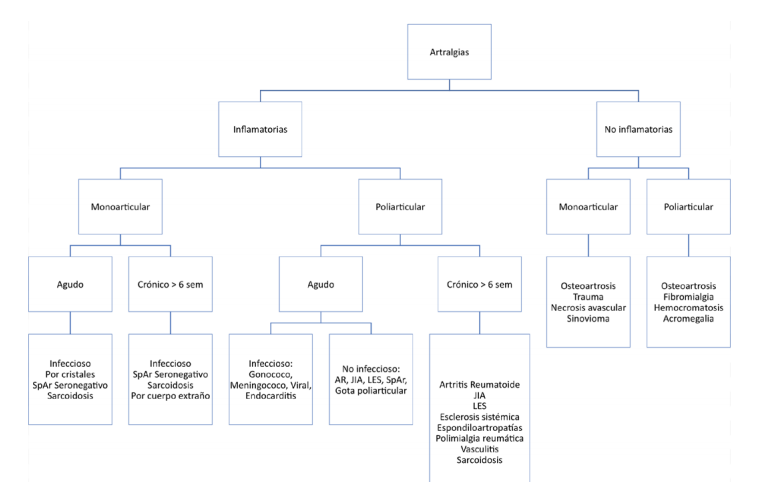 Artralgias
Inflamatorias
No inflamatorias
Monoarticular
Poliarticular
Monoarticular
Poliarticular
Agudo
Crónico > 6 sem
Agudo
Crónico > 6 sem
Osteoartrosis
Trauma
Necrosis avascular
Sinovioma
Osteoartrosis
Fibromialgia
Hemocromatosis
Acromegalia
Infeccioso
Por cristales
SpAr Seronegativo
Sarcoidosis
Infeccioso
SpAr Seronegativo
Sarcoidosis
Por cuerpo extraño
Infeccioso:
Gonococo,
Meningococo, Viral,
Endocarditis
No infeccioso:
AR, JIA, LES, SpAr,
Gota poliarticular
Artritis Reumatoide
JIA
LES
Esclerosis sistémica
Espondiloartropatías
Polimialgia reumática
Vasculitis
Sarcoidosis